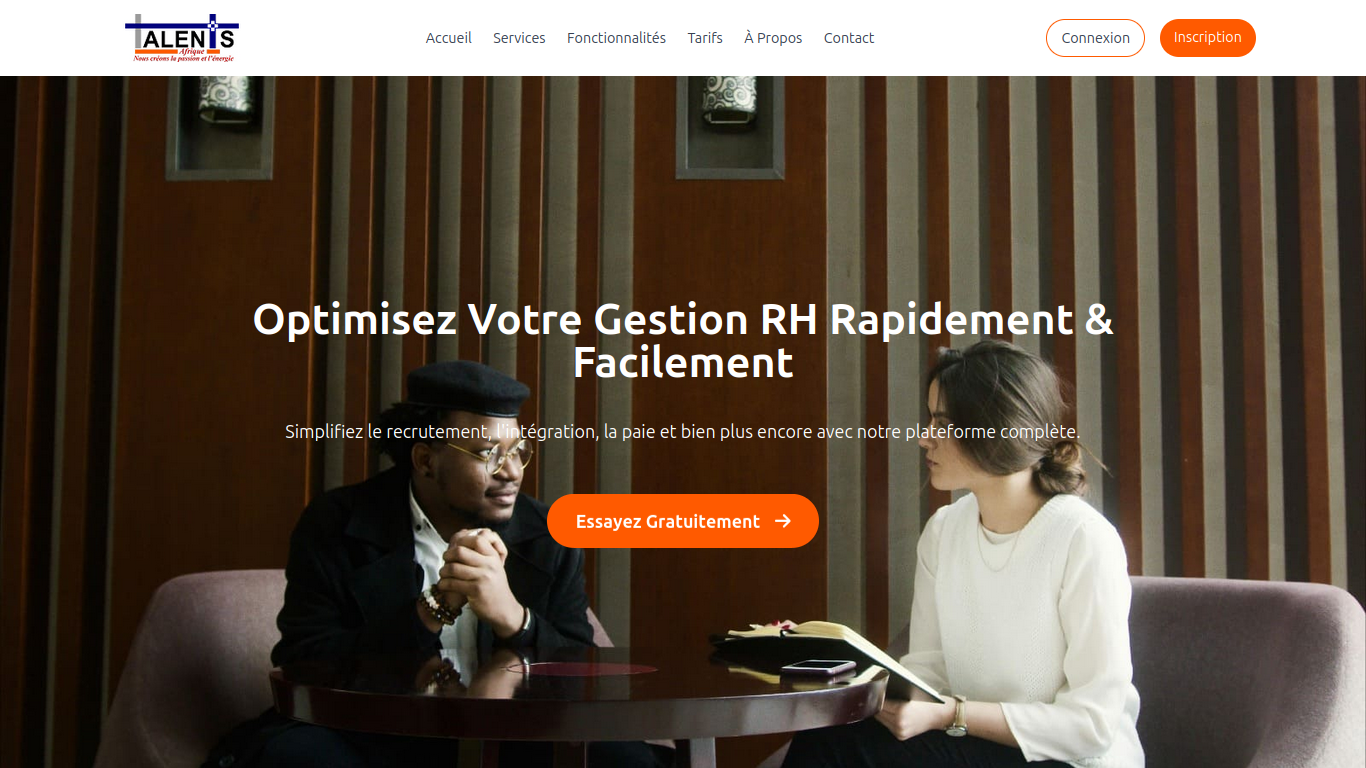 TALENTS
Afrique
Nous créons la passion et l'énergie
Accueil
Services
Fonctionnalités
Tarifs
À Propos
Contact
Connexion
Inscription
Optimisez Votre Gestion RH Rapidement &
Facilement
Simplifiez le recrutement, l'intégration, la paie et bien plus encore avec notre plateforme complète.
Essayez Gratuitement